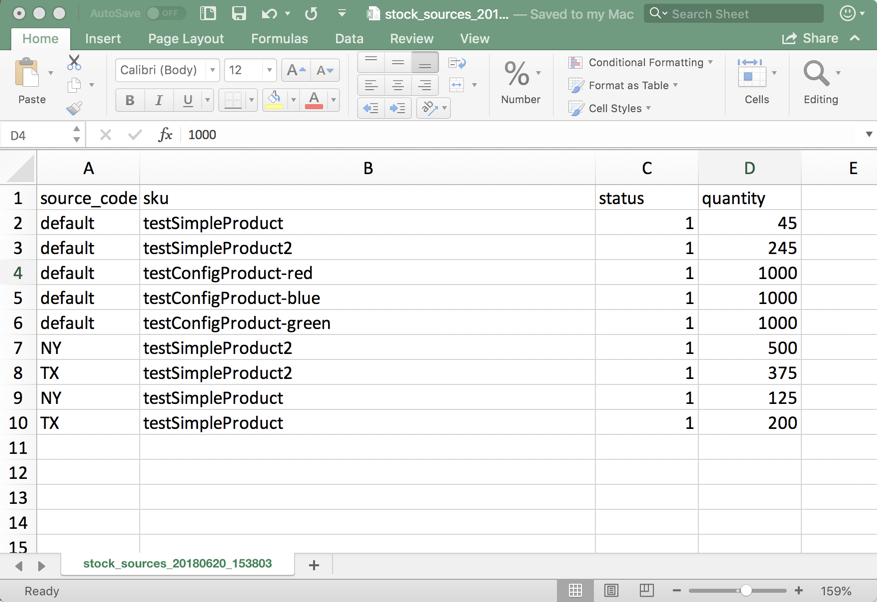 AutoSave OFF stock_sources_201... — Saved to my Mac Search Sheet
Home Insert Page Layout Formulas Data Review View Share
Paste Calibri (Body) 12 A A % Number Conditional Formatting Format as Table Cell Styles Cells Editing
B I U A
D4 fx 1000
A B C D E
1 source_code sku status quantity
2 default testSimpleProduct 1 45
3 default testSimpleProduct2 1 245
4 default testConfigProduct-red 1 1000
5 default testConfigProduct-blue 1 1000
6 default testConfigProduct-green 1 1000
7 NY testSimpleProduct2 1 500
8 TX testSimpleProduct2 1 375
9 NY testSimpleProduct 1 125
10 TX testSimpleProduct 1 200
11
12
13
14
15
stock_sources_20180620_153803 +
Ready − + 159%